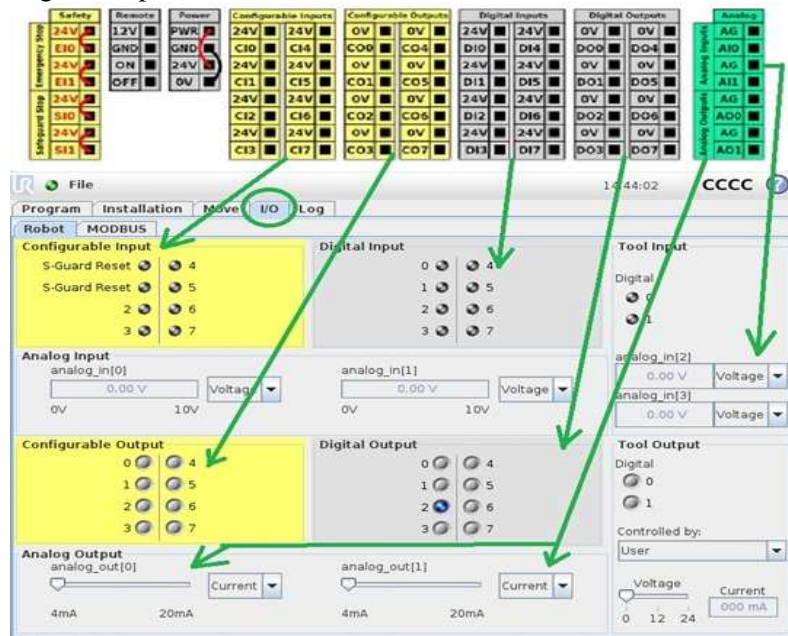 Safety Remote Power Configurable Inputs Configurable Outputs Digital Inputs Digital Outputs Analog
Emergency Stop
24V 12V PWR 24V 24V 0V 0V 24V 24V 0V 0V AG
EI0 GND GND CI0 CI4 CO0 CO4 DI0 DI4 DO0 DO4 AI0
24V ON 24V 24V 24V 0V 0V 24V 24V 0V 0V AG
EI1 OFF 0V CI1 CI5 CO1 CO5 DI1 DI5 DO1 DO5 AI1
Analog Inputs
Safeguard Stop
24V 24V 24V 0V 0V 24V 24V 0V 0V AG
SI0 CI2 CI6 CO2 CO6 DI2 DI6 DO2 DO6 AO0
24V 24V 24V 0V 0V 24V 24V 0V 0V AG
SI1 CI3 CI7 CO3 CO7 DI3 DI7 DO3 DO7 AO1
Analog Outputs
UR File 14:44:02 CCCC ?
Program Installation Move I/O Log
Robot MODBUS
Configurable Input Digital Input Tool Input
S-Guard Reset 4 0 4 Digital
S-Guard Reset 5 1 5 0
2 6 2 6 1
3 7 3 7
Analog Input
analog_in[0] analog_in[1] analog_in[2]
0.00 V Voltage 0.00 V Voltage 0.00 V Voltage
0V 10V 0V 10V analog_in[3]
0.00 V Voltage
Configurable Output Digital Output Tool Output
0 4 0 4 Digital
1 5 1 5 0
2 6 2 6 1
3 7 3 7
Controlled by:
User
Analog Output
analog_out[0] analog_out[1]
Current Current
4mA 20mA 4mA 20mA
Voltage Current
0 12 24 000 mA